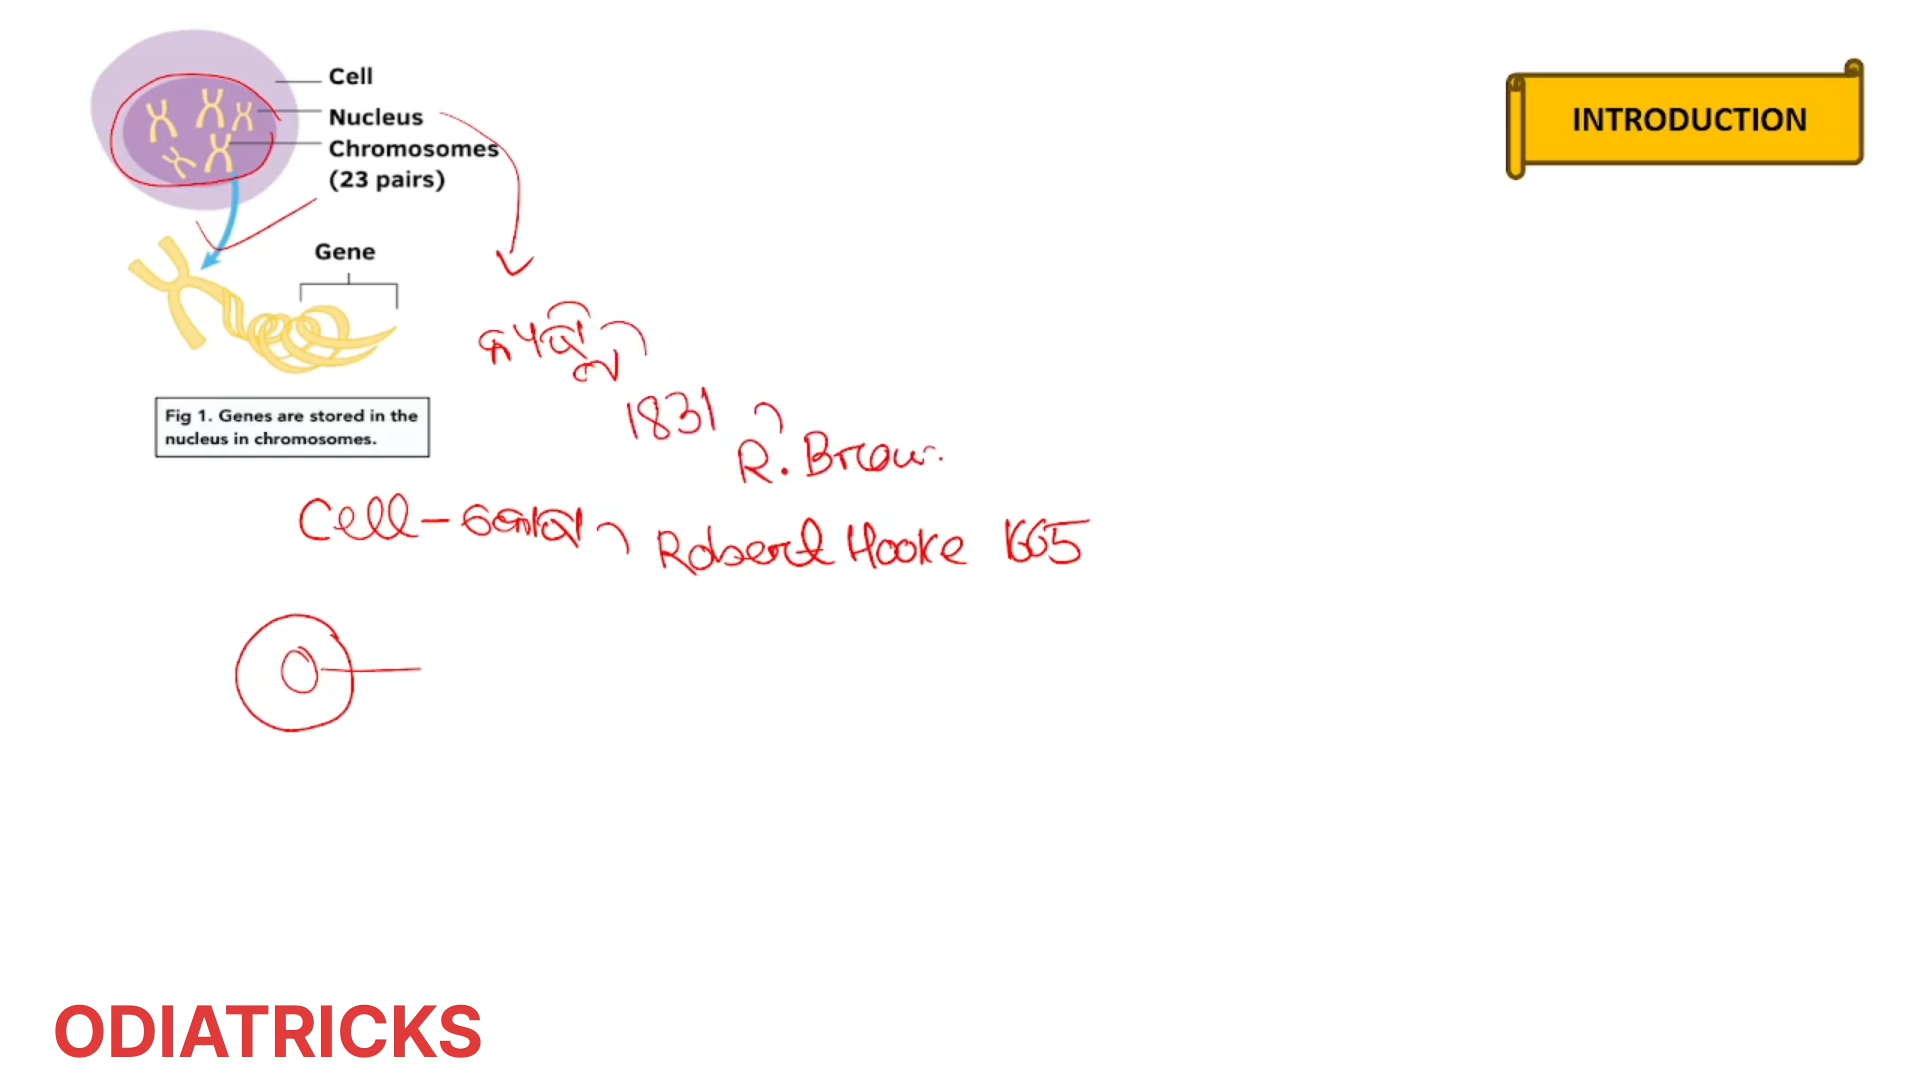 Cell
Nucleus
Chromosomes
(23 pairs)
INTRODUCTION
Gene
Fig 1. Genes are stored in the
nucleus in chromosomes.
1831
R. Brow
Cell - କୋଷ
Robert Hooke 1665
ODIATRICKS